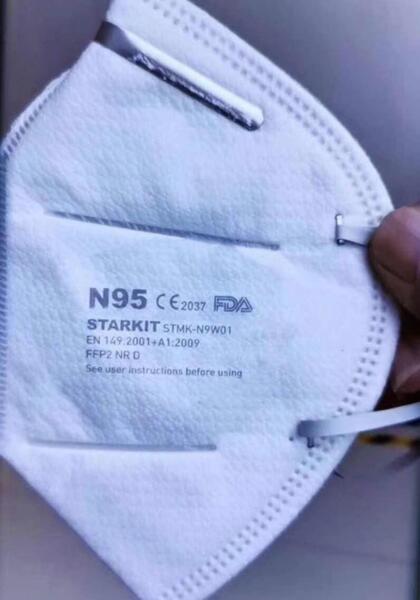 N95 CE2037 FDA
STARKIT STMK-N9W01
EN 149:2001+A1:2009
FFP2 NR D
See user instructions before using